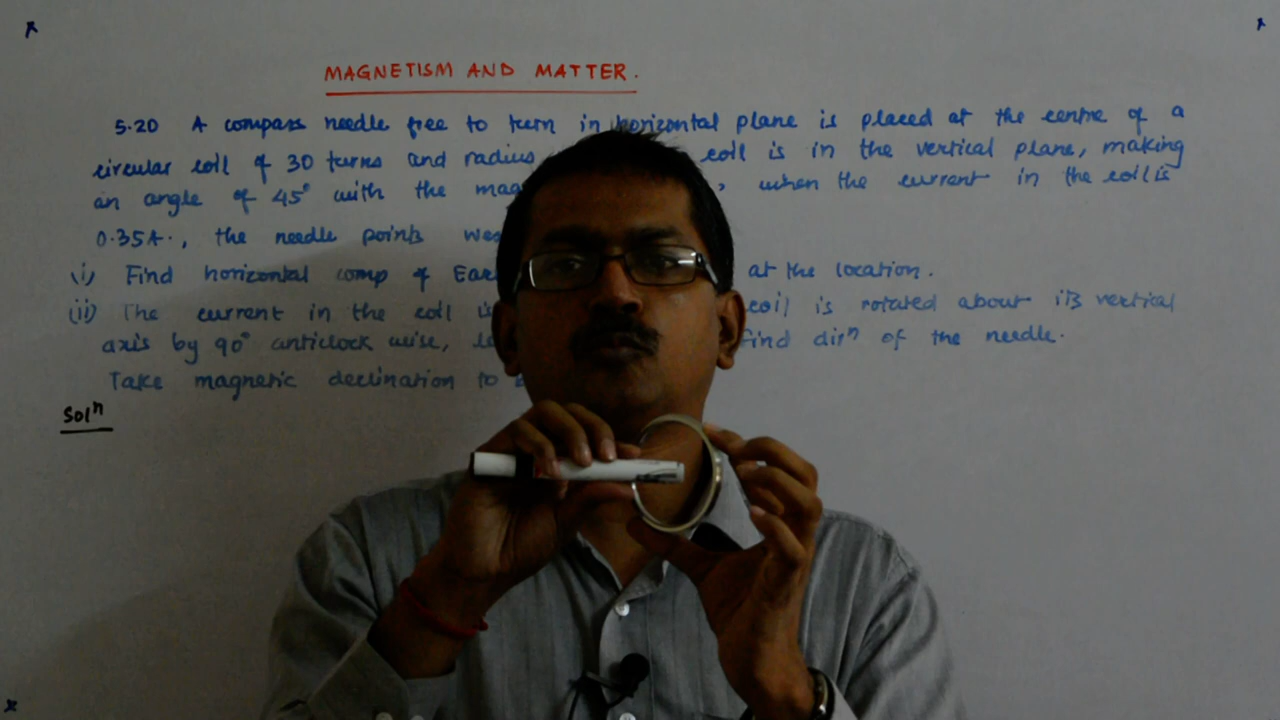 MAGNETISM AND MATTER.
5.20 A compass needle free to turn in horizontal plane is placed at the centre of a
circular coil of 30 turns and radius coil is in the vertical plane, making
an angle of 45° with the mag , when the current in the coil is
0.35A., the needle points wes
(i) Find horizontal comp of Ear at the location.
(ii) The current in the coil is coil is rotated about its vertical
axis by 90° anticlock wise, find dirⁿ of the needle.
Take magnetic declination to
Solⁿ